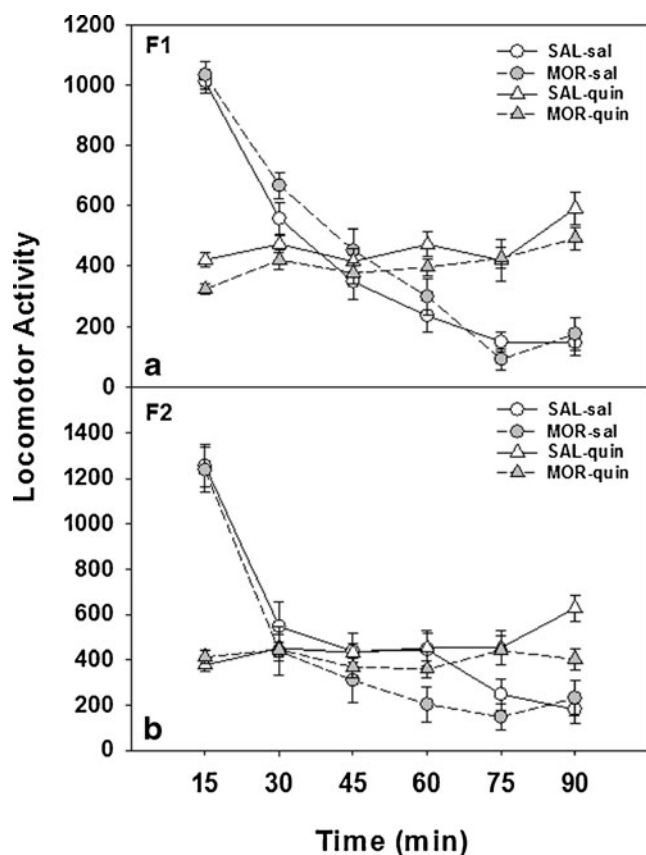 1200
F1
SAL-sal
MOR-sal
SAL-quin
MOR-quin
1000
800
600
400
200
0
a
Locomotor Activity
F2
SAL-sal
MOR-sal
SAL-quin
MOR-quin
1400
1200
1000
800
600
400
200
0
b
15 30 45 60 75 90
Time (min)